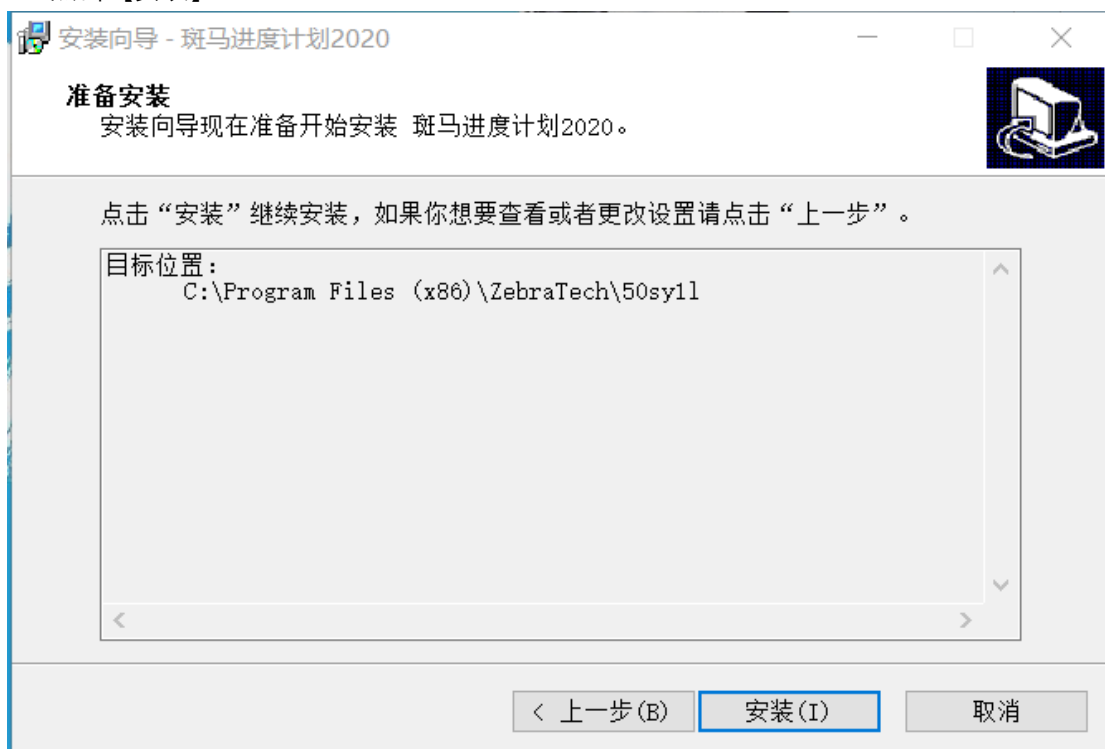 安装向导 - 斑马进度计划2020
准备安装
安装向导现在准备开始安装 斑马进度计划2020。
点击“安装”继续安装，如果你想要查看或者更改设置请点击“上一步”。
目标位置：
C:\Program Files (x86)\ZebraTech\50sy1l
< 上一步(B) 安装(I) 取消